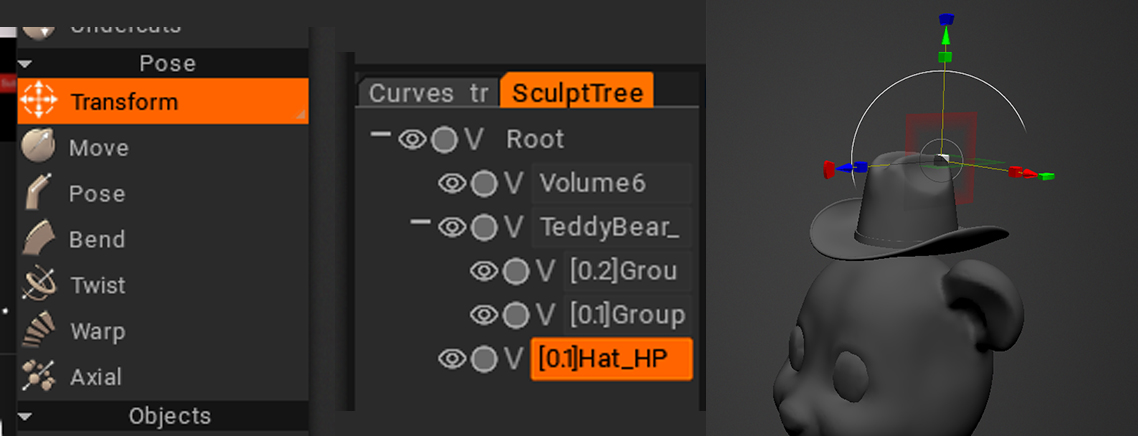 Undercuts
Pose
Transform
Move
Pose
Bend
Twist
Warp
Axial
Objects
Curves tr
SculptTree
V Root
V Volume6
V TeddyBear_
V [0.2]Grou
V [0.1]Group
V [0.1]Hat_HP